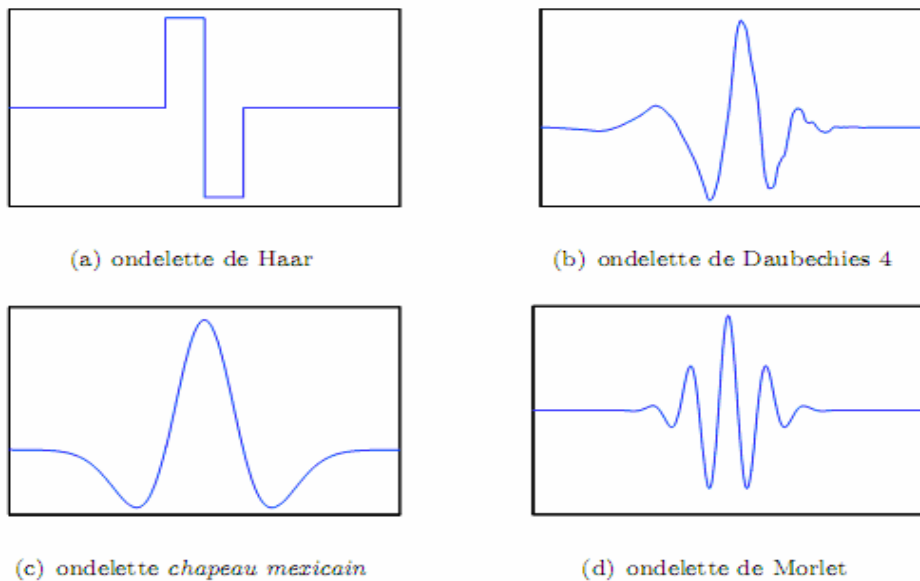 (a) ondelette de Haar
(b) ondelette de Daubechies 4
(c) ondelette chapeau mexicain
(d) ondelette de Morlet